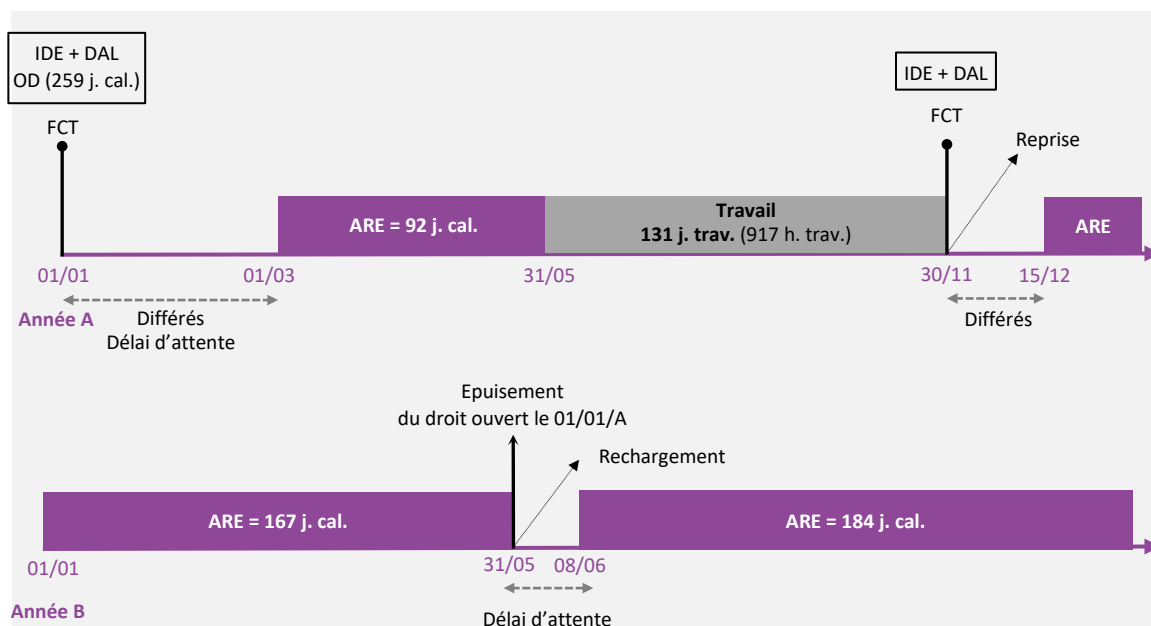 IDE + DAL
OD (259 j. cal.)
FCT
IDE + DAL
FCT
Reprise
ARE = 92 j. cal.
Travail
131 j. trav. (917 h. trav.)
ARE
01/01
01/03
31/05
30/11
15/12
Année A
Différés
Délai d'attente
Différés
Epuisement
du droit ouvert le 01/01/A
Rechargement
ARE = 167 j. cal.
ARE = 184 j. cal.
01/01
31/05
08/06
Année B
Délai d'attente